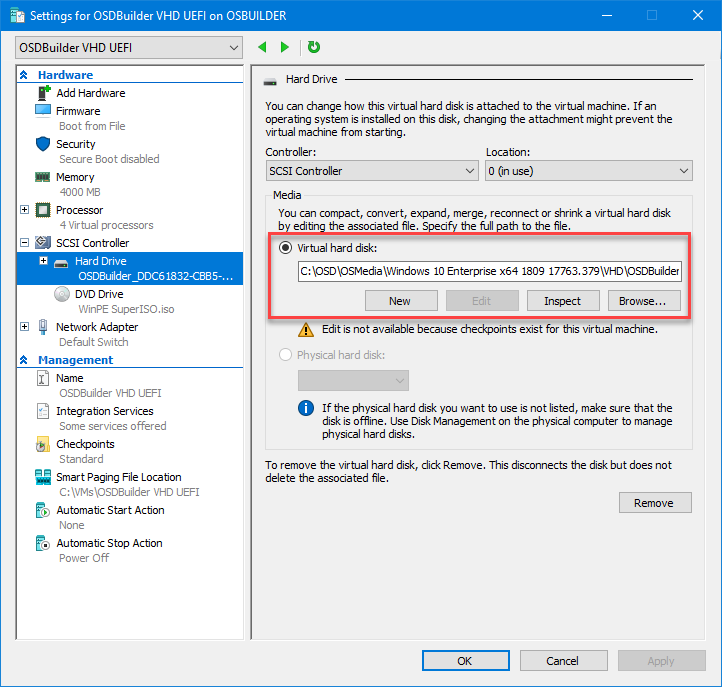 Settings for OSDBuilder VHD UEFI on OSBUILDER
OSDBuilder VHD UEFI
Hardware
Add Hardware
Firmware
Boot from File
Security
Secure Boot disabled
Memory
4000 MB
Processor
4 Virtual processors
SCSI Controller
Hard Drive
OSDBuilder_DDC61832-CBB5-...
DVD Drive
WinPE SuperISO.iso
Network Adapter
Default Switch
Management
Name
OSDBuilder VHD UEFI
Integration Services
Some services offered
Checkpoints
Standard
Smart Paging File Location
C:\VMs\OSDBuilder VHD UEFI
Automatic Start Action
None
Automatic Stop Action
Power Off
Hard Drive
You can change how this virtual hard disk is attached to the virtual machine. If an
operating system is installed on this disk, changing the attachment might prevent the
virtual machine from starting.
Controller:
Location:
SCSI Controller
0 (in use)
Media
You can compact, convert, expand, merge, reconnect or shrink a virtual hard disk
by editing the associated file. Specify the full path to the file.
Virtual hard disk:
C:\OSD\OSMedia\Windows 10 Enterprise x64 1809 17763.379\VHD\OSDBuilder
New
Edit
Inspect
Browse...
Edit is not available because checkpoints exist for this virtual machine.
Physical hard disk:
If the physical hard disk you want to use is not listed, make sure that the
disk is offline. Use Disk Management on the physical computer to manage
physical hard disks.
To remove the virtual hard disk, click Remove. This disconnects the disk but does not
delete the associated file.
Remove
OK
Cancel
Apply